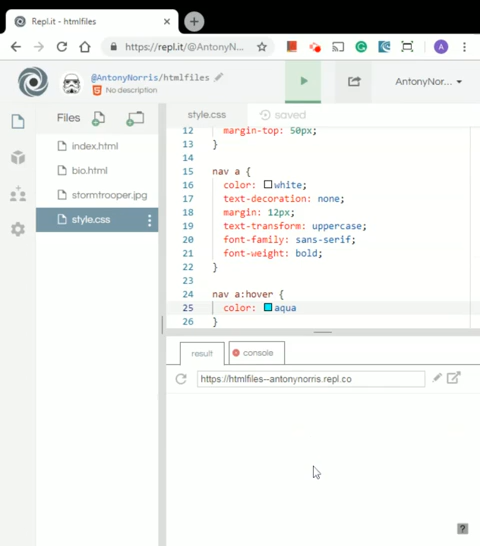 Repl.it - htmlfiles
https://repl.it/@AntonyN...
A
@AntonyNorris/htmlfiles
No description
AntonyNor...
Files
index.html
bio.html
stormtrooper.jpg
style.css
style.css
saved
12 margin-top: 50px;
13 }
14
15 nav a {
16 color: white;
17 text-decoration: none;
18 margin: 12px;
19 text-transform: uppercase;
20 font-family: sans-serif;
21 font-weight: bold;
22 }
23
24 nav a:hover {
25 color: aqua
26 }
result
console
https://htmlfiles--antonynorris.repl.co
?